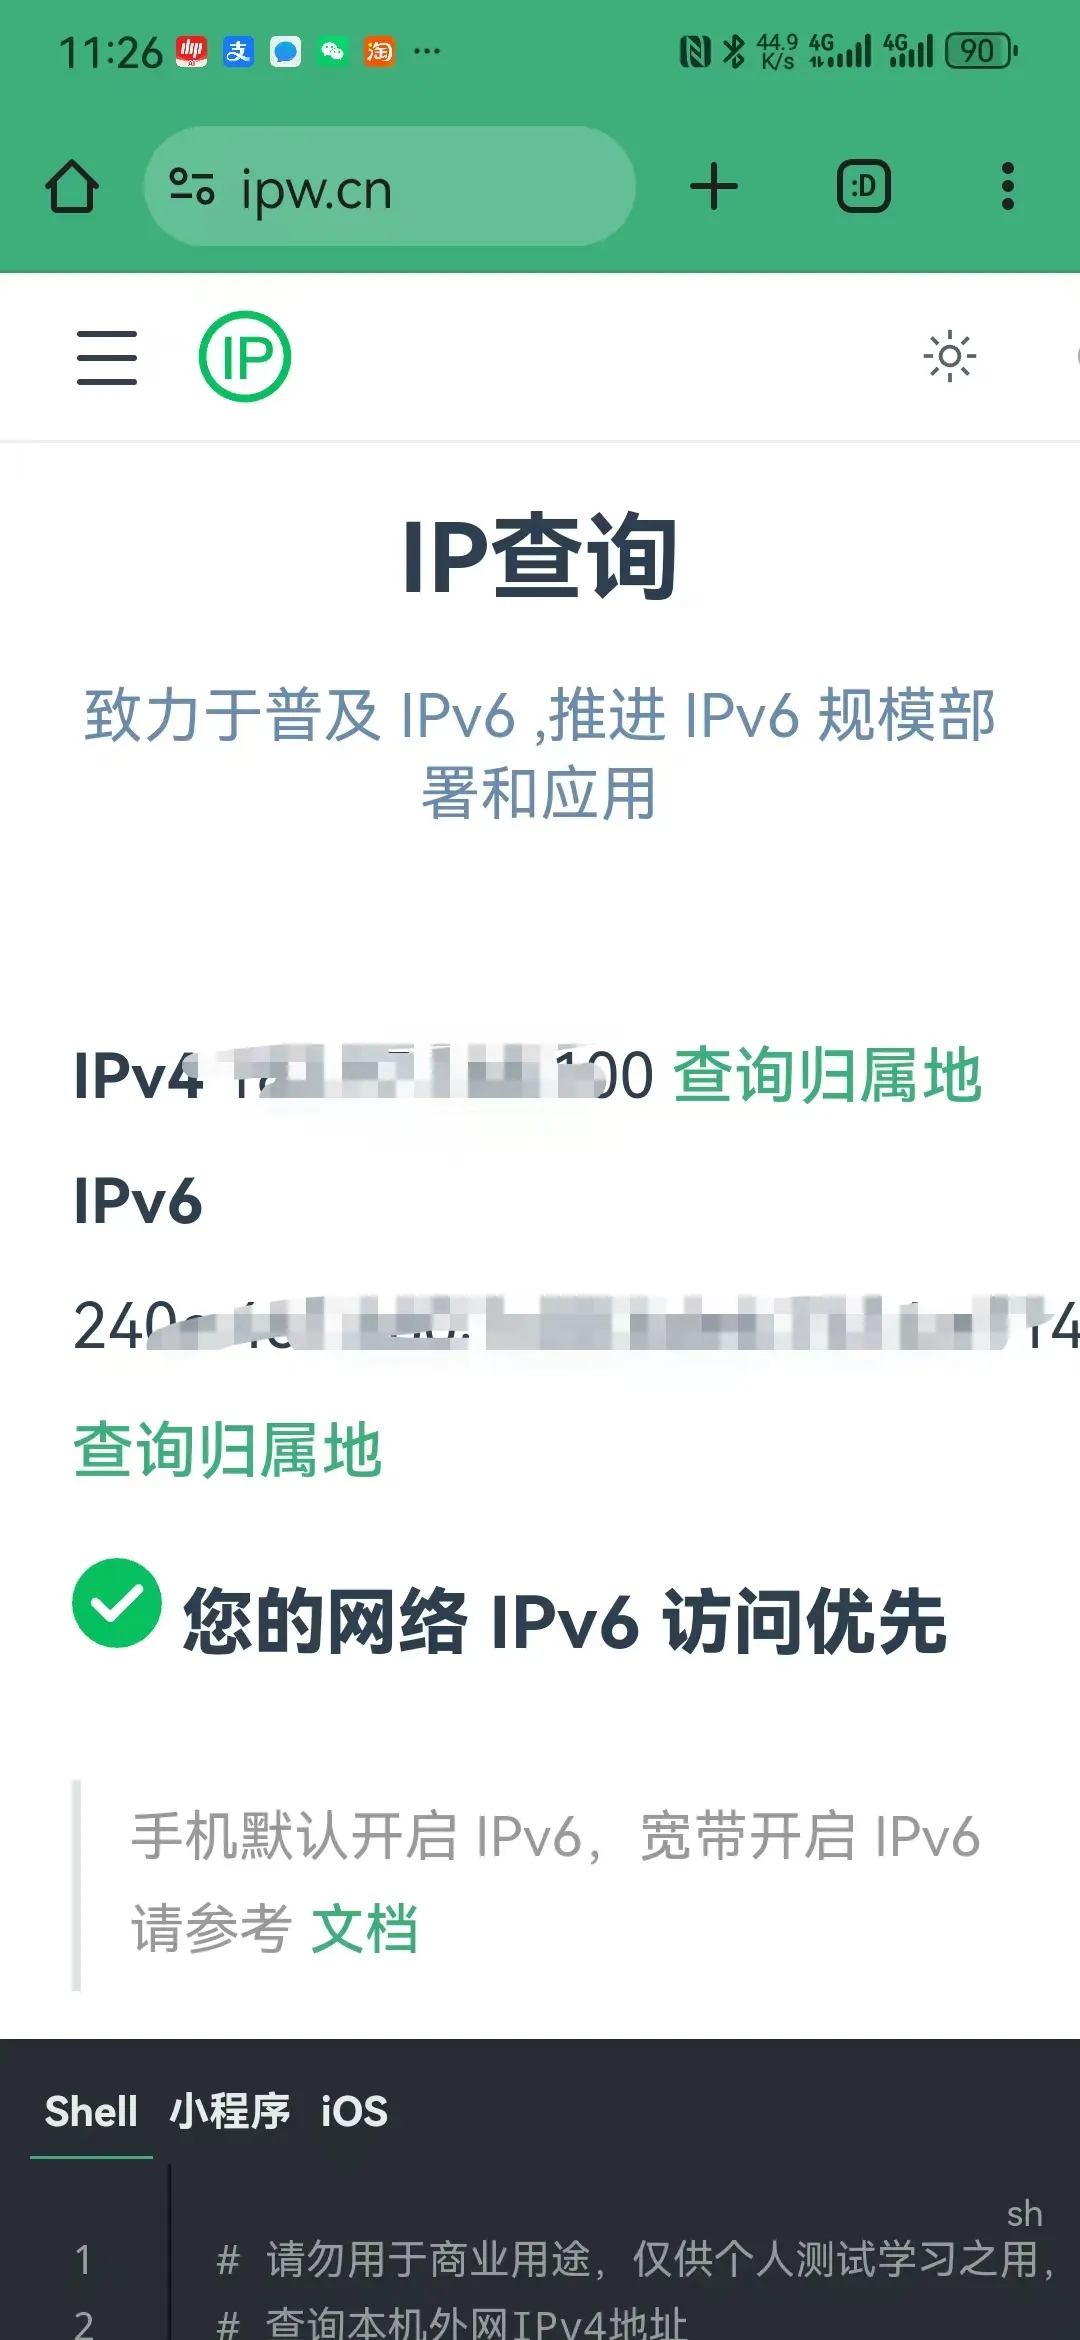 11:26 44.9 K/s 4G 4G 90
ipw.cn :D
IP
IP查询
致力于普及 IPv6 ,推进 IPv6 规模部
署和应用
IPv4 100 查询归属地
IPv6
240
查询归属地
您的网络 IPv6 访问优先
手机默认开启 IPv6，宽带开启 IPv6
请参考 文档
Shell 小程序 iOS
sh
1 # 请勿用于商业用途，仅供个人测试学习之用，
2 # 查询本机外网IPv4地址